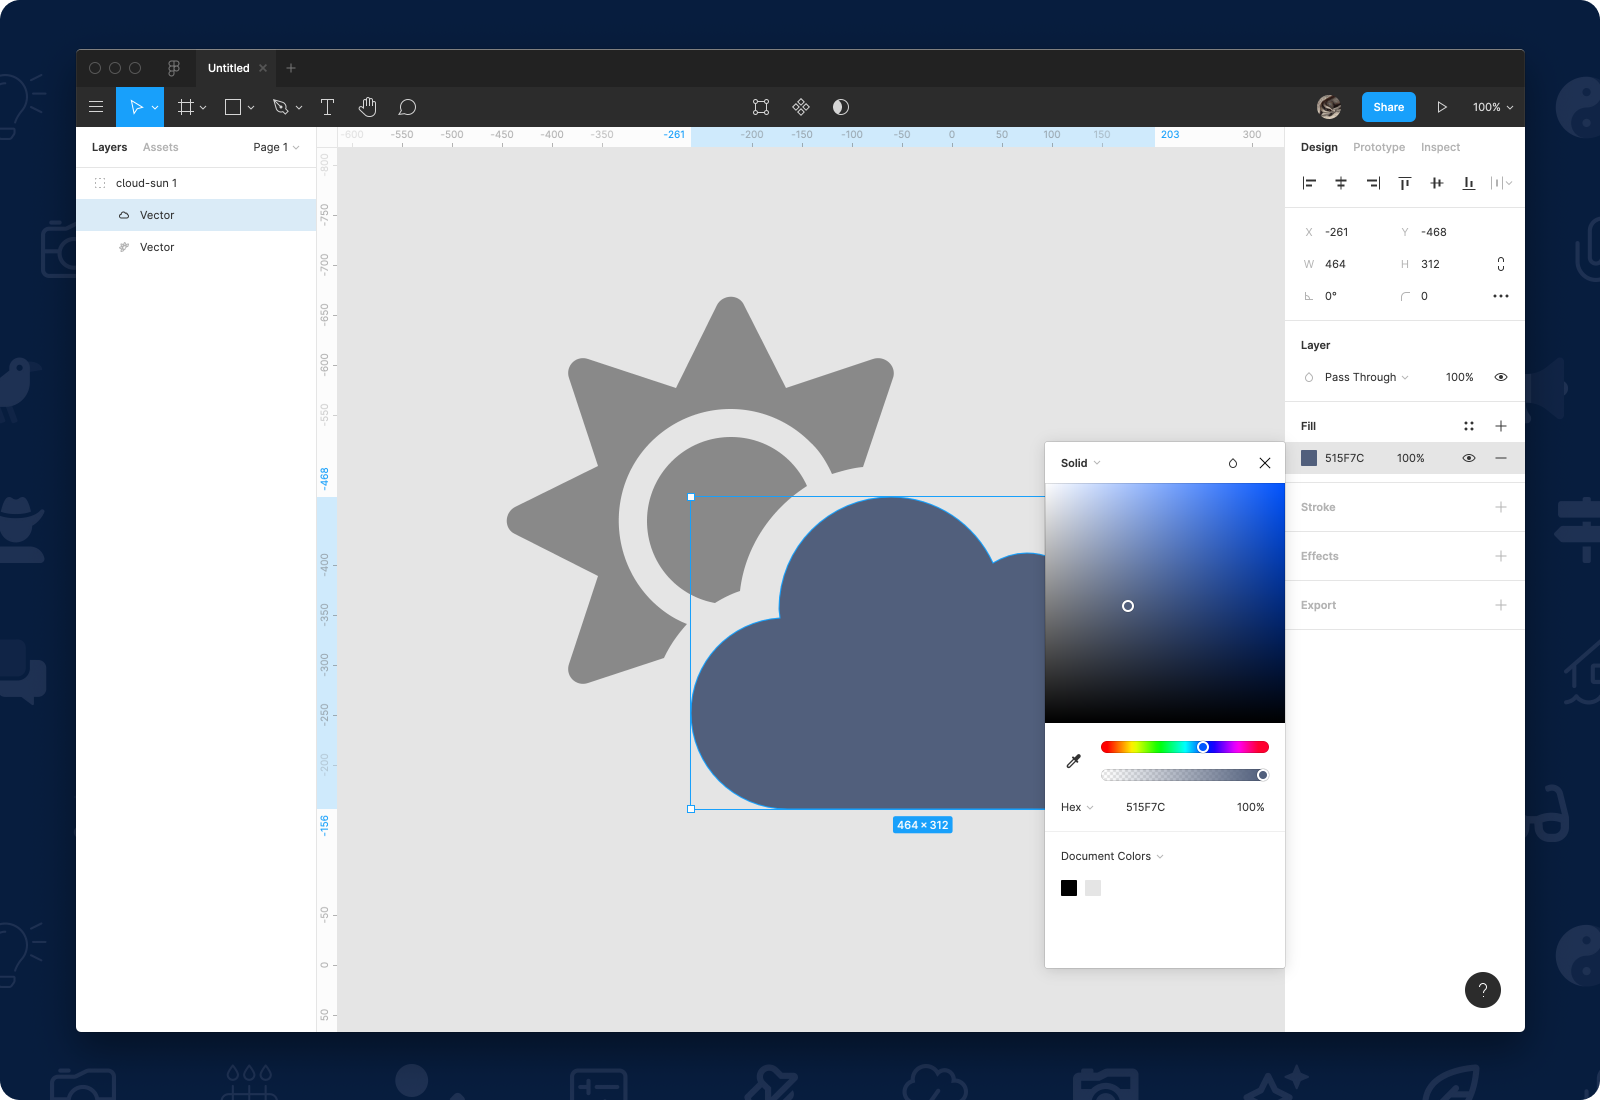 Untitled
Share
100%
Layers
Assets
Page 1
-600
-550
-500
-450
-400
-350
-261
-200
-150
-100
-50
0
50
100
150
203
300
Design
Prototype
Inspect
cloud-sun 1
Vector
Vector
-800
-750
-700
-650
-600
-550
-468
-400
-350
-300
-250
-200
-156
-50
0
50
464 × 312
X -261
Y -468
W 464
H 312
0°
0
Layer
Pass Through
100%
Fill
515F7C
100%
Stroke
Effects
Export
Solid
Hex
515F7C
100%
Document Colors
?